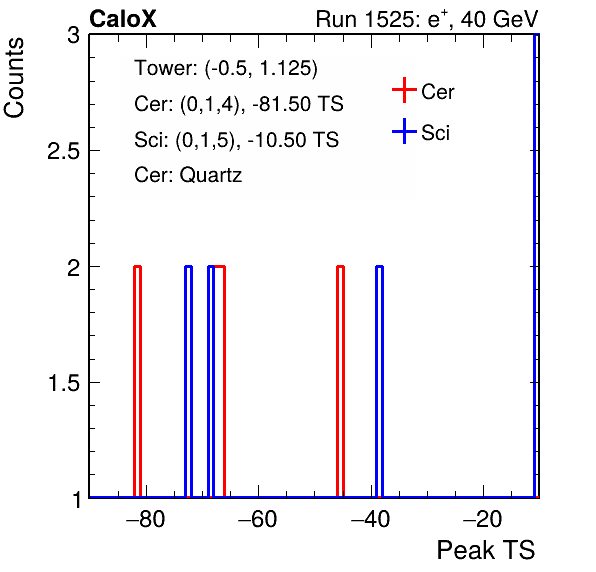 CaloX Run 1525: e⁺, 40 GeV
Counts
3
2.5
2
1.5
1
Tower: (-0.5, 1.125)
Cer: (0,1,4), -81.50 TS
Sci: (0,1,5), -10.50 TS
Cer: Quartz
Cer
Sci
−80 −60 −40 −20
Peak TS